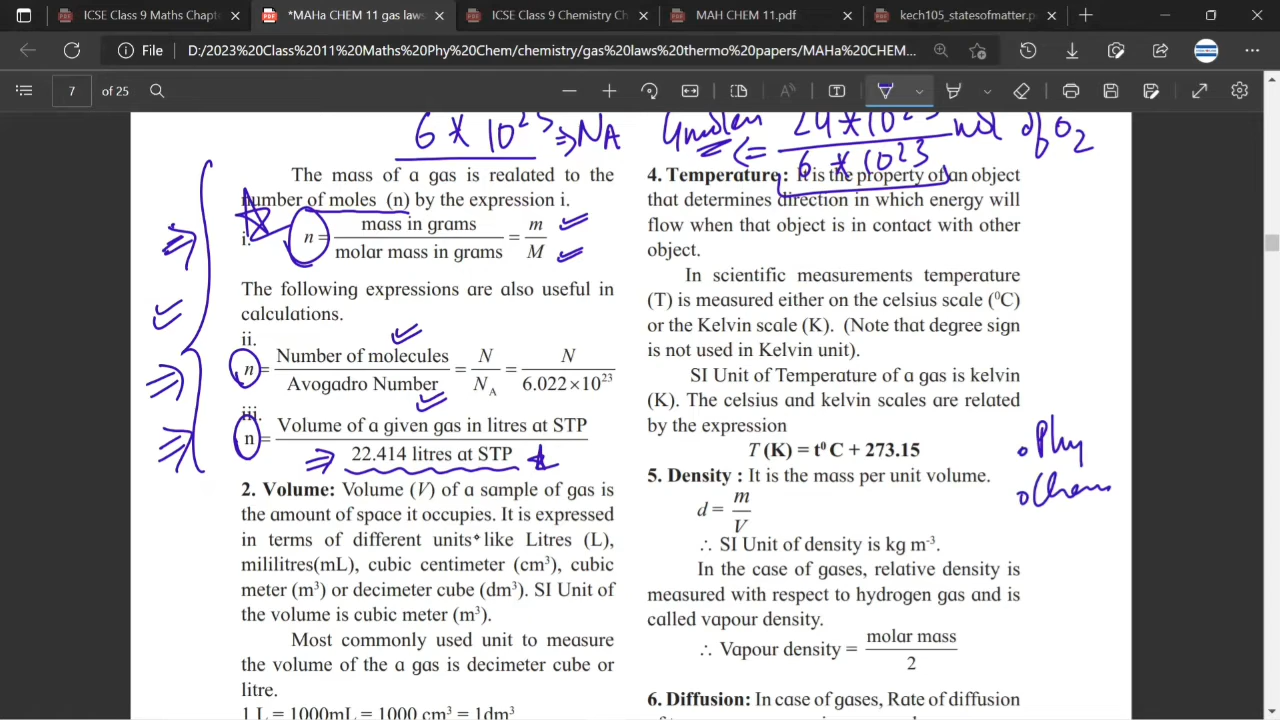 ICSE Class 9 Maths Chapte
*MAHa CHEM 11 gas laws
ICSE Class 9 Chemistry Ch
MAH CHEM 11.pdf
kech105_statesofmatter.p
File
D:/2023%20Class%2011%20Maths%20Phy%20Chem/chemistry/gas%20laws%20thermo%20papers/MAHa%20CHEM...
7 of 25
6 * 10²³ ⇒ NA
The mass of a gas is realated to the
number of moles (n) by the expression i.
i. n = mass in grams / molar mass in grams = m / M
The following expressions are also useful in
calculations.
ii.
n = Number of molecules / Avogadro Number = N / N_A = N / 6.022×10²³
iii.
n = Volume of a given gas in litres at STP / 22.414 litres at STP
2. Volume: Volume (V) of a sample of gas is
the amount of space it occupies. It is expressed
in terms of different units like Litres (L),
mililitres(mL), cubic centimeter (cm³), cubic
meter (m³) or decimeter cube (dm³). SI Unit of
the volume is cubic meter (m³).
Most commonly used unit to measure
the volume of the a gas is decimeter cube or
litre.
1 L = 1000mL = 1000 cm³ = 1dm³
24 * 10²³ / 6 * 10²³ mol of O2
4. Temperature: It is the property of an object
that determines direction in which energy will
flow when that object is in contact with other
object.
In scientific measurements temperature
(T) is measured either on the celsius scale (⁰C)
or the Kelvin scale (K). (Note that degree sign
is not used in Kelvin unit).
SI Unit of Temperature of a gas is kelvin
(K). The celsius and kelvin scales are related
by the expression
T (K) = t⁰ C + 273.15
Phy
Chem
5. Density : It is the mass per unit volume.
d = m / V
∴ SI Unit of density is kg m⁻³.
In the case of gases, relative density is
measured with respect to hydrogen gas and is
called vapour density.
∴ Vapour density = molar mass / 2
6. Diffusion: In case of gases, Rate of diffusion